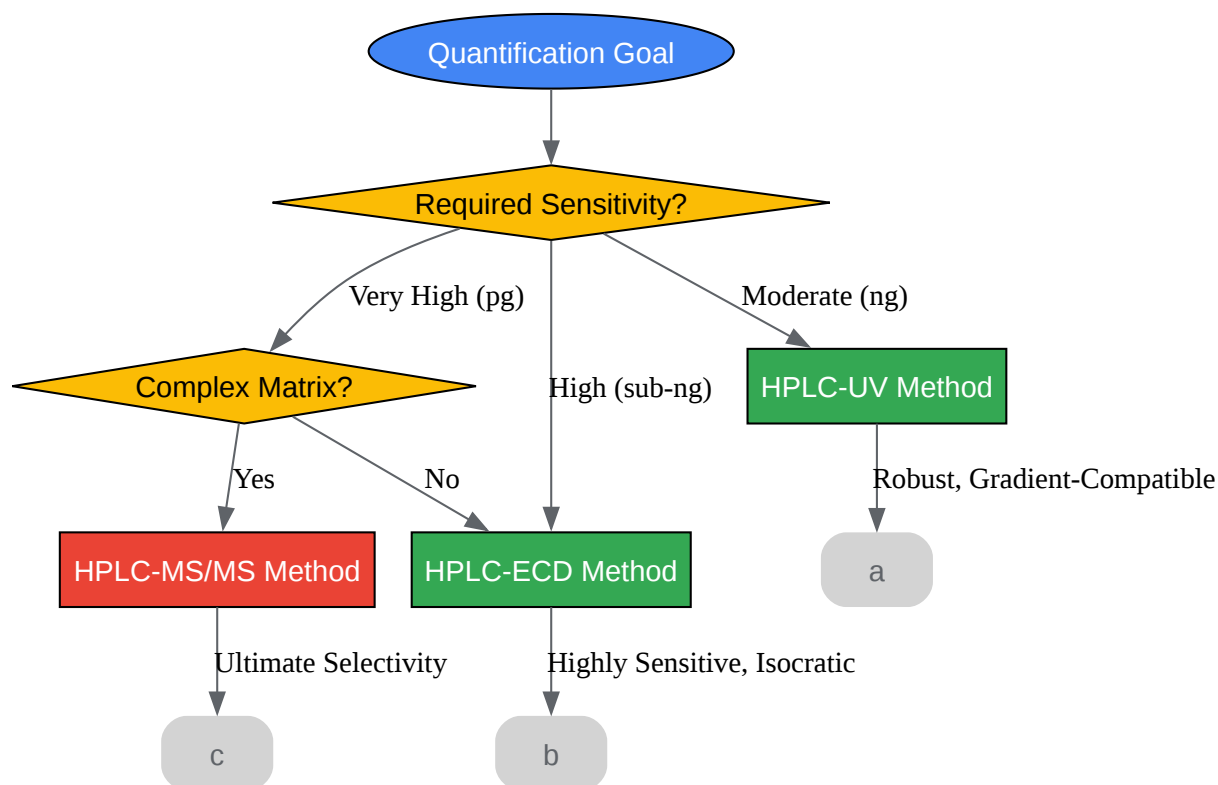 Quantification Goal
Required Sensitivity?
Very High (pg)
Moderate (ng)
Complex Matrix?
High (sub-ng)
HPLC-UV Method
Yes
No
Robust, Gradient-Compatible
HPLC-MS/MS Method
HPLC-ECD Method
a
Ultimate Selectivity
Highly Sensitive, Isocratic
c
b